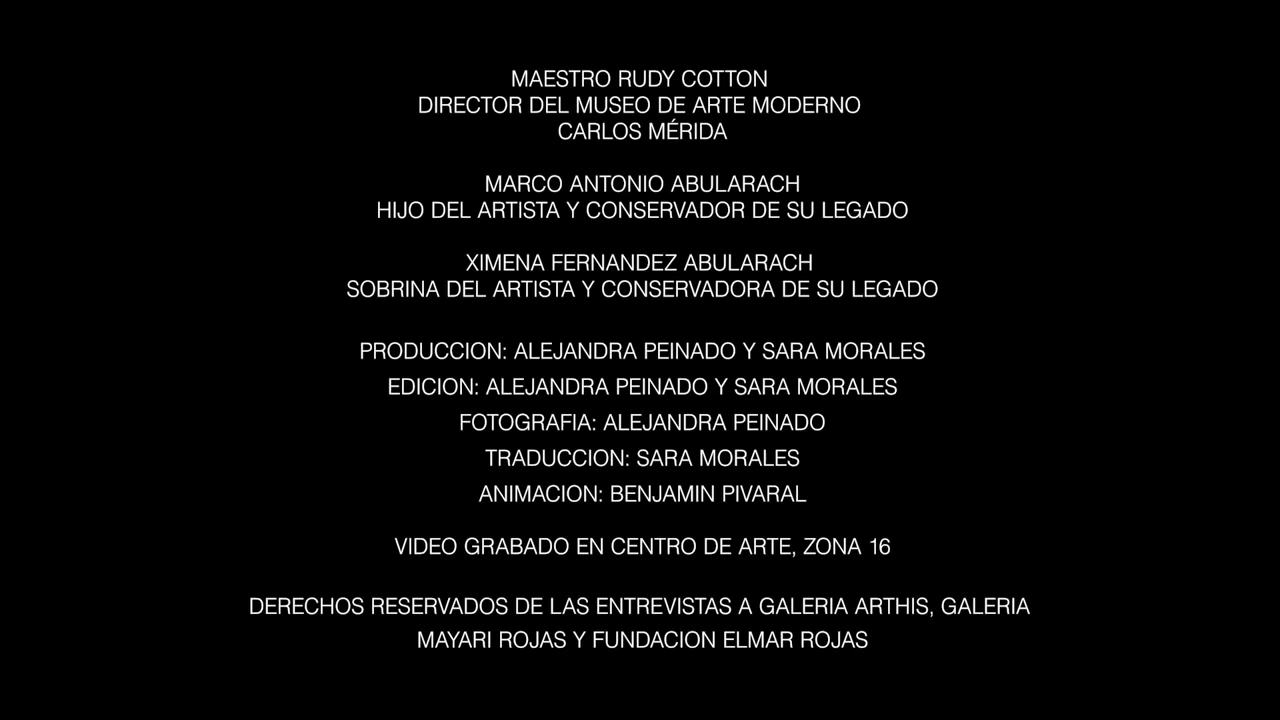 MAESTRO RUDY COTTON
DIRECTOR DEL MUSEO DE ARTE MODERNO
CARLOS MÉRIDA
MARCO ANTONIO ABULARACH
HIJO DEL ARTISTA Y CONSERVADOR DE SU LEGADO
XIMENA FERNANDEZ ABULARACH
SOBRINA DEL ARTISTA Y CONSERVADORA DE SU LEGADO
PRODUCCION: ALEJANDRA PEINADO Y SARA MORALES
EDICION: ALEJANDRA PEINADO Y SARA MORALES
FOTOGRAFIA: ALEJANDRA PEINADO
TRADUCCION: SARA MORALES
ANIMACION: BENJAMIN PIVARAL
VIDEO GRABADO EN CENTRO DE ARTE, ZONA 16
DERECHOS RESERVADOS DE LAS ENTREVISTAS A GALERIA ARTHIS, GALERIA
MAYARI ROJAS Y FUNDACION ELMAR ROJAS